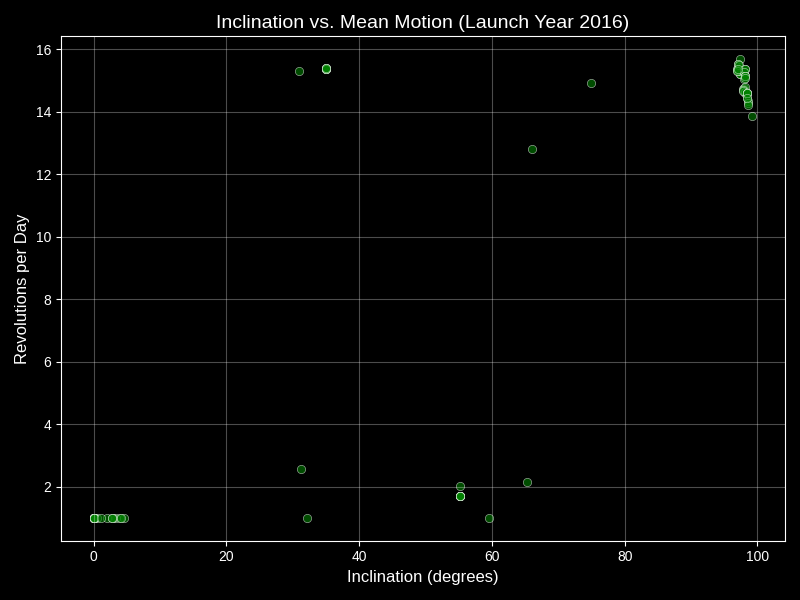 Inclination vs. Mean Motion (Launch Year 2016)
16
14
12
10
8
6
4
2
Revolutions per Day
0 20 40 60 80 100
Inclination (degrees)